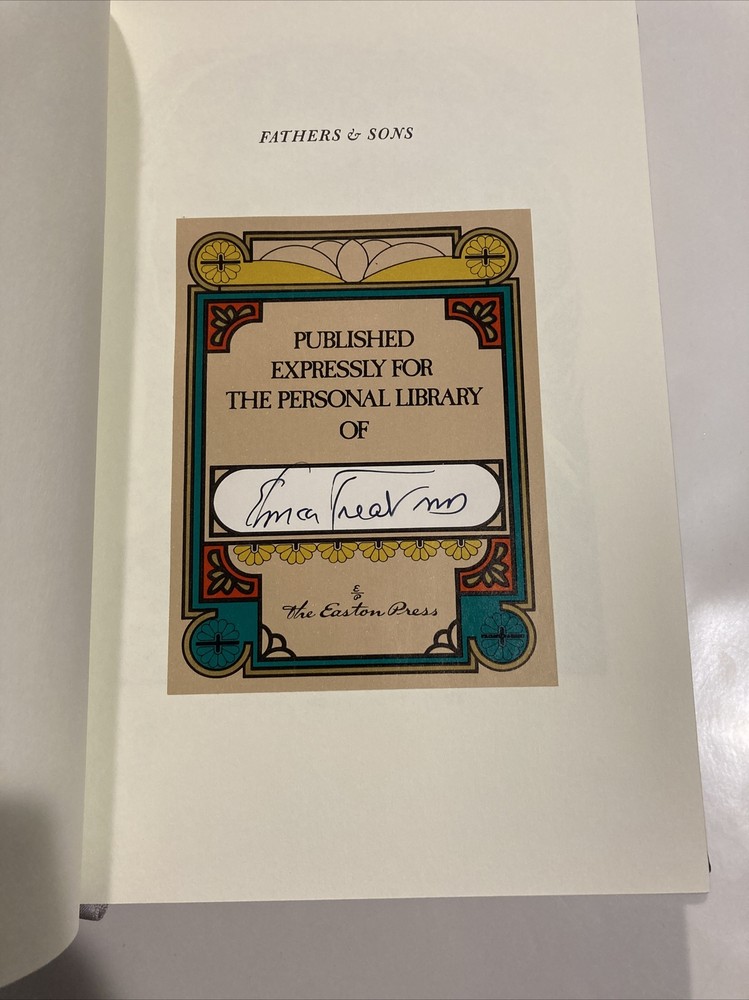 FATHERS & SONS
PUBLISHED
EXPRESSLY FOR
THE PERSONAL LIBRARY
OF
E
P
the Easton Press